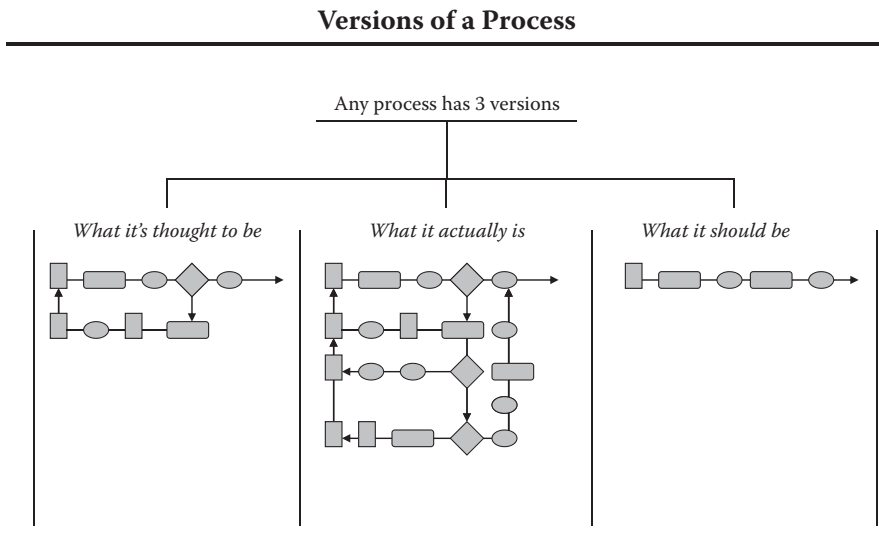 Versions of a Process
Any process has 3 versions
What it's thought to be
What it actually is
What it should be